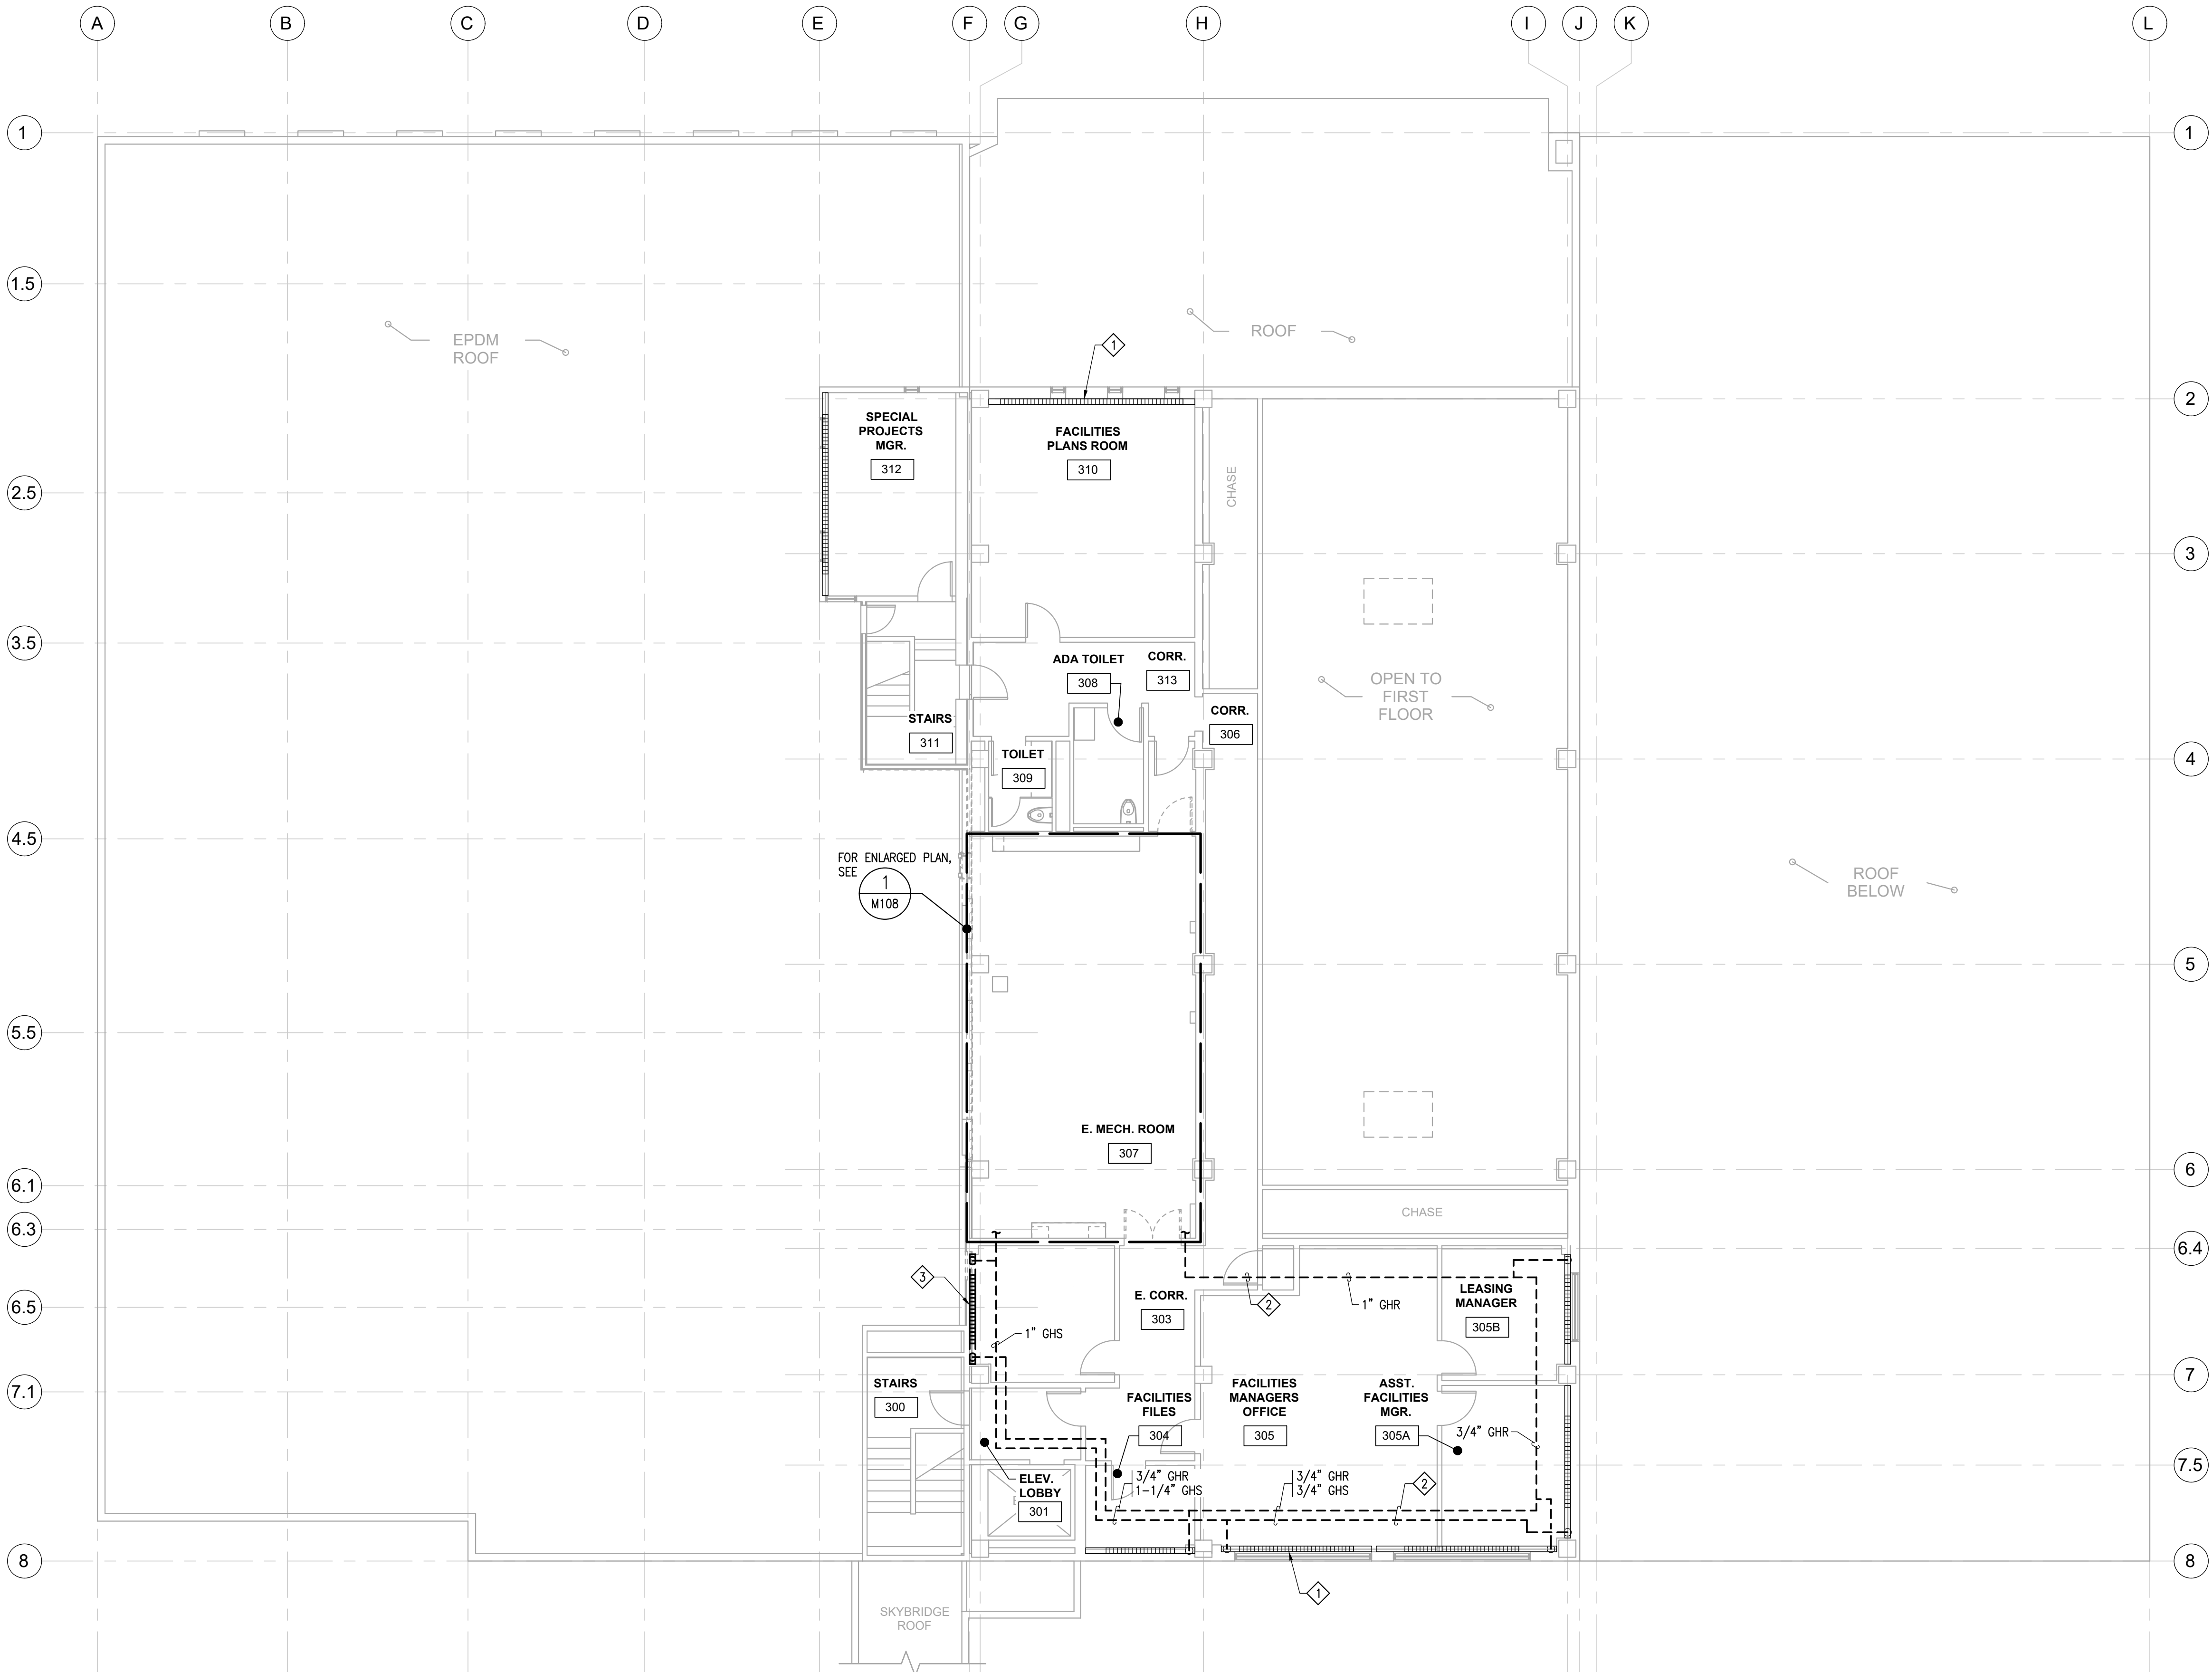 A
B
C
D
E
F
G
H
I
J
K
L
1
1
1.5
EPDM
ROOF
ROOF
1
2
SPECIAL
PROJECTS
MGR.
312
FACILITIES
PLANS ROOM
310
CHASE
2.5
3
3.5
ADA TOILET
308
CORR.
313
OPEN TO
FIRST
FLOOR
STAIRS
311
CORR.
306
TOILET
309
4
4.5
FOR ENLARGED PLAN,
SEE
1
M108
ROOF
BELOW
5
5.5
E. MECH. ROOM
307
6
6.1
6.3
CHASE
6.4
3
6.5
E. CORR.
303
2
1" GHR
LEASING
MANAGER
305B
1" GHS
7
7.1
STAIRS
300
FACILITIES
FILES
304
FACILITIES
MANAGERS
OFFICE
305
ASST.
FACILITIES
MGR.
305A
3/4" GHR
7.5
ELEV.
LOBBY
301
3/4" GHR
1-1/4" GHS
3/4" GHR
3/4" GHS
2
8
8
1
SKYBRIDGE
ROOF